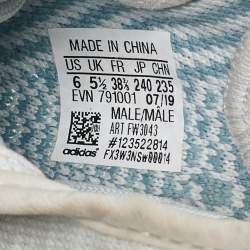 MADE IN CHINA
US UK FR JP CHN
6 5½ 38⅔ 240 235
EVN 791001 07/19
MALE/MALE
ART FW3043
#123522814
FX3W3NSW00014
adidas